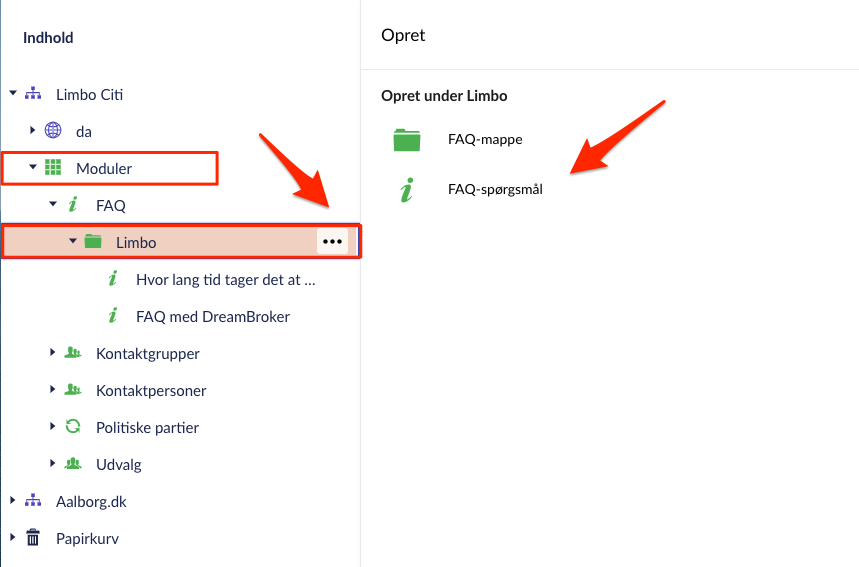 Indhold
Limbo Citi
da
Moduler
FAQ
Limbo
Hvor lang tid tager det at ...
FAQ med DreamBroker
Kontaktgrupper
Kontaktpersoner
Politiske partier
Udvalg
Aalborg.dk
Papirkurv
Opret
Opret under Limbo
FAQ-mappe
FAQ-spørgsmål